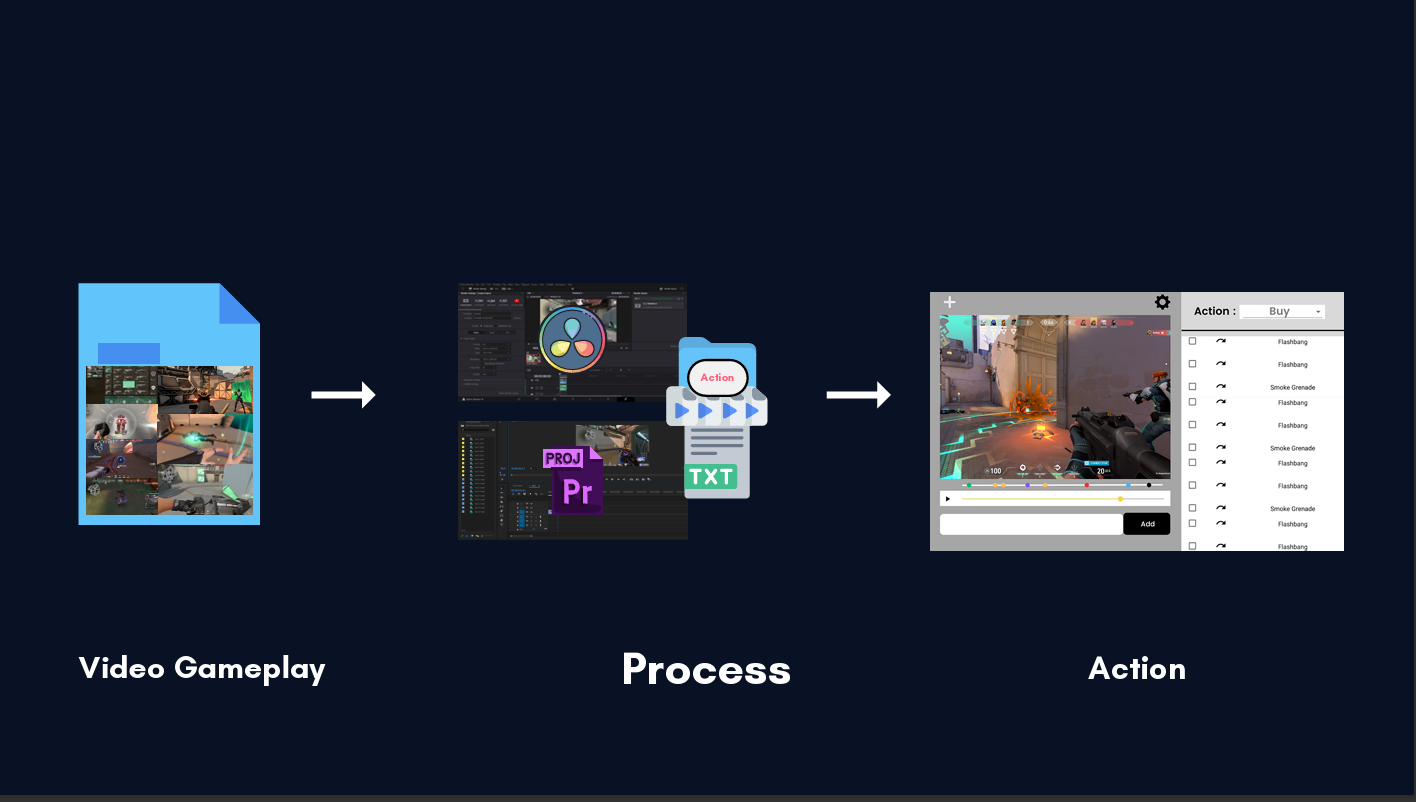 PROJ
Pr
Action
TXT
Action :
Buy
Flashbang
Flashbang
Smoke Grenade
Flashbang
Flashbang
Smoke Grenade
Flashbang
Flashbang
Smoke Grenade
Flashbang
Flashbang
100
20
Add
Video Gameplay
Process
Action